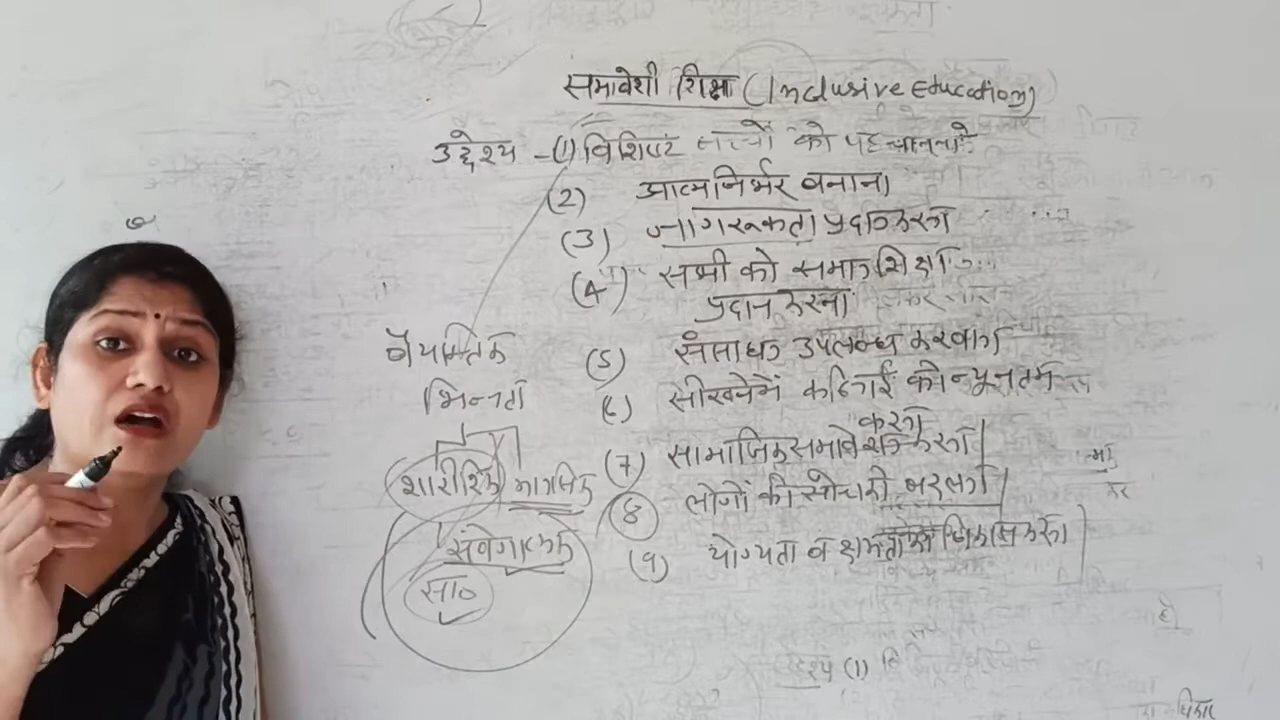 समावेशी शिक्षा (Inclusive Education)
उद्देश्य - (1) विशिष्ट बच्चों को पहचानना
(2) आत्मनिर्भर बनाना
(3) जागरूकता प्रदान करना
(4) सभी को समान शिक्षा
प्रदान करना
(5) संसाधन उपलब्ध करवाना
(6) सीखने में कठिनाई को न्यूनतम
करना
(7) सामाजिक समावेशन करना
(8) लोगों की सोच को बदलना
(9) योग्यता व क्षमता का विकास करना
वैयक्तिक
भिन्नता
शारीरिक मानसिक
संवेगात्मक
सा०